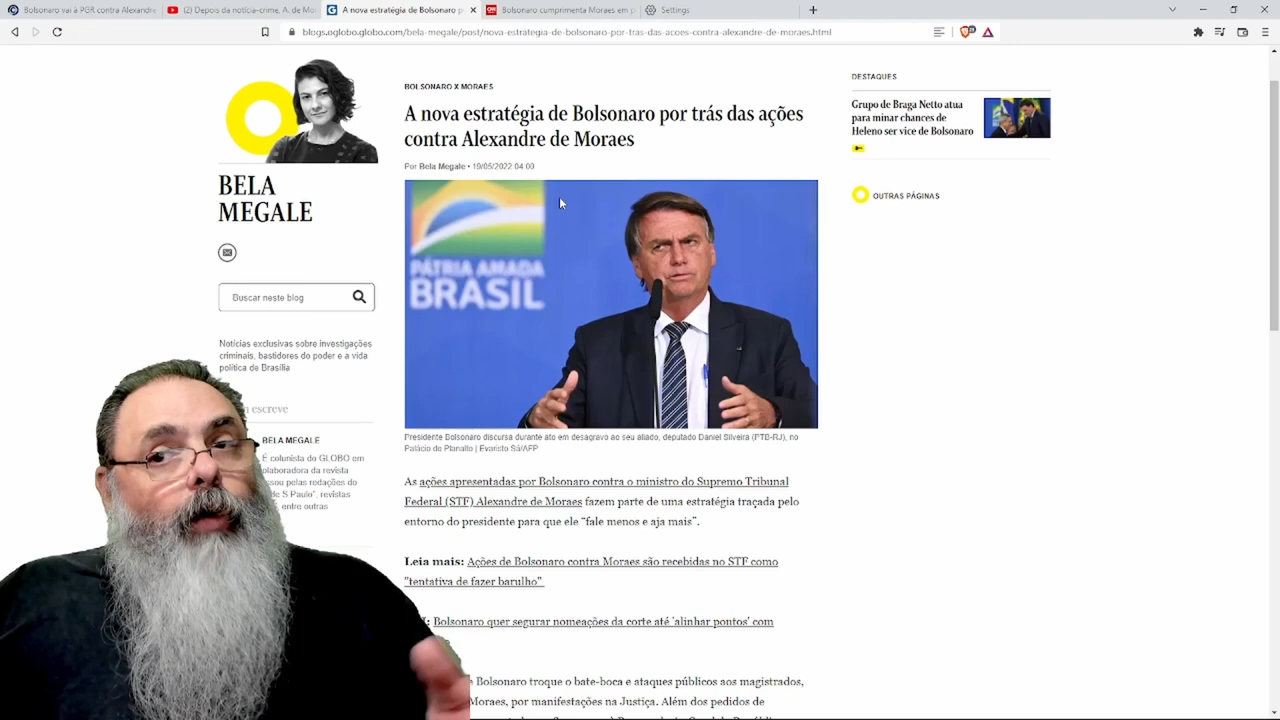 Bolsonaro vai à PGR contra Alexandre
(2) Depois da notícia-crime, A. de Mor
A nova estratégia de Bolsonaro p
Bolsonaro cumprimenta Moraes em p
Settings
blogs.oglobo.globo.com/bela-megale/post/nova-estrategia-de-bolsonaro-por-tras-das-acoes-contra-alexandre-de-moraes.html
BELA
MEGALE
Buscar neste blog
Notícias exclusivas sobre investigações
criminais, bastidores do poder e a vida
política de Brasília
escreve
BELA MEGALE
É colunista do GLOBO em
olaboradora da revista
ssou pelas redações do
de S Paulo", revistas
entre outras
BOLSONARO X MORAES
A nova estratégia de Bolsonaro por trás das ações
contra Alexandre de Moraes
Por Bela Megale • 19/05/2022 04:00
PÁTRIA AMADA
BRASIL
Presidente Bolsonaro discursa durante ato em desagravo ao seu aliado, deputado Daniel Silveira (PTB-RJ), no
Palácio do Planalto | Evaristo Sá/AFP
As ações apresentadas por Bolsonaro contra o ministro do Supremo Tribunal
Federal (STF) Alexandre de Moraes fazem parte de uma estratégia traçada pelo
entorno do presidente para que ele “fale menos e aja mais”.
Leia mais: Ações de Bolsonaro contra Moraes são recebidas no STF como
"tentativa de fazer barulho"
: Bolsonaro quer segurar nomeações da corte até 'alinhar pontos' com
Bolsonaro troque o bate-boca e ataques públicos aos magistrados,
Moraes, por manifestações na Justiça. Além dos pedidos de
DESTAQUES
Grupo de Braga Netto atua
para minar chances de
Heleno ser vice de Bolsonaro
OUTRAS PÁGINAS